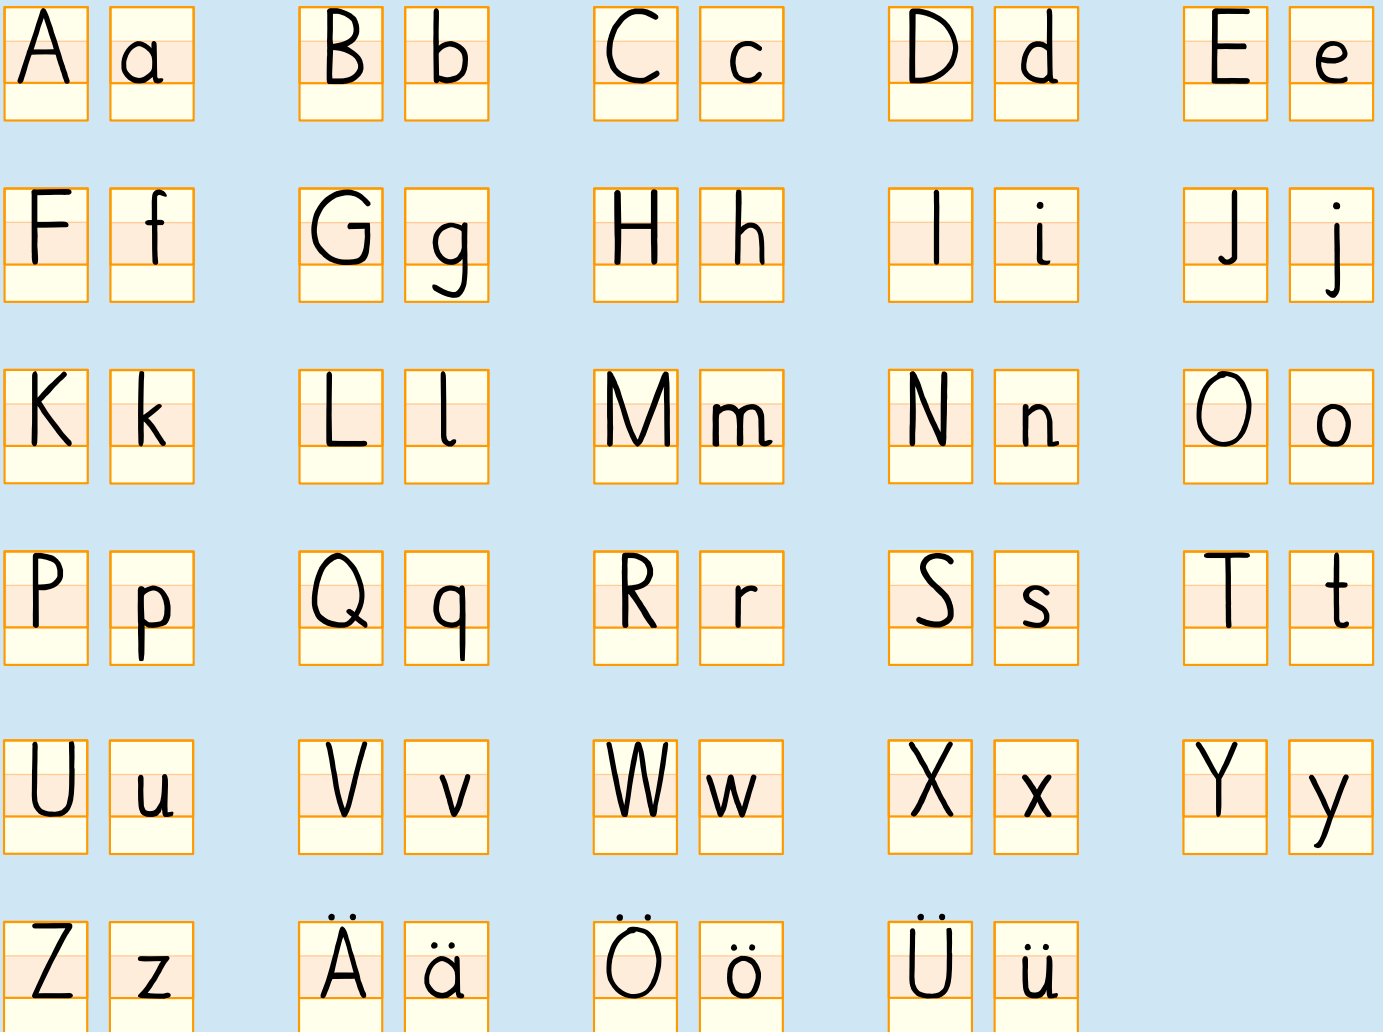 A a B b C c D d E e
F f G g H h I i J j
K k L l M m N n O o
P p Q q R r S s T t
U u V v W w X x Y y
Z z Ä ä Ö ö Ü ü